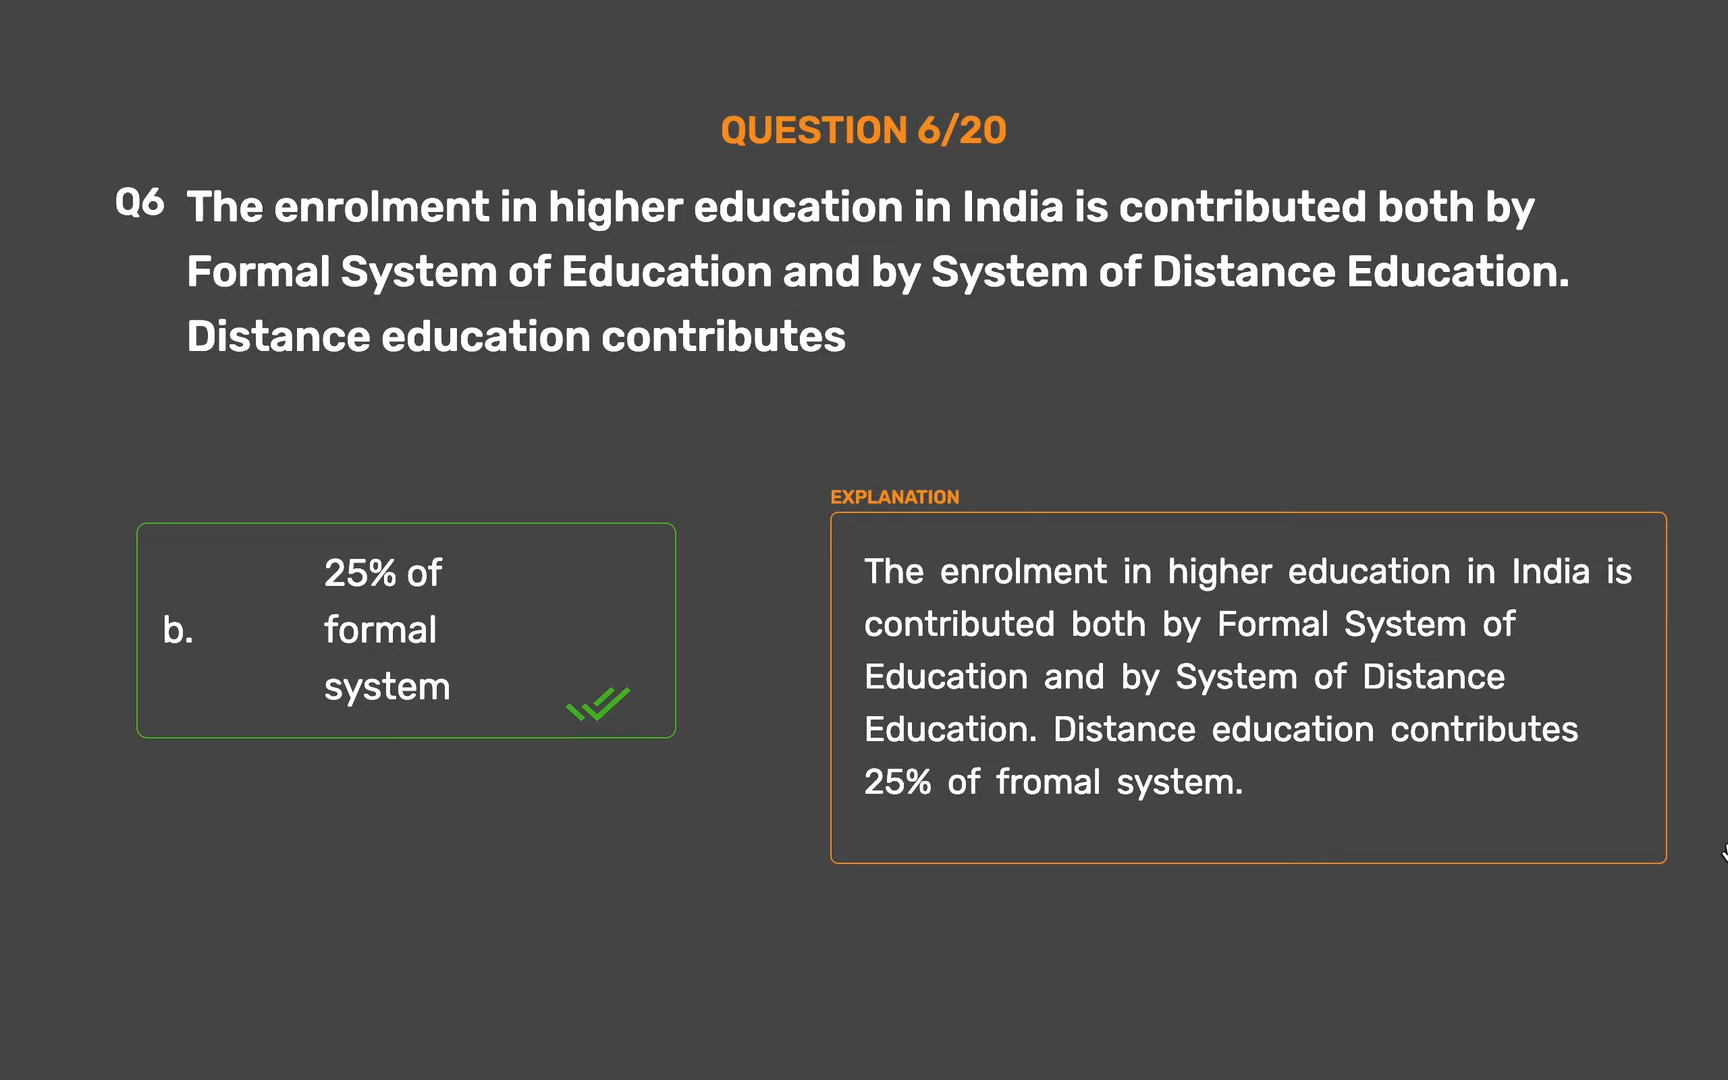 QUESTION 6/20
Q6 The enrolment in higher education in India is contributed both by
Formal System of Education and by System of Distance Education.
Distance education contributes
b. 25% of
formal
system
EXPLANATION
The enrolment in higher education in India is
contributed both by Formal System of
Education and by System of Distance
Education. Distance education contributes
25% of fromal system.